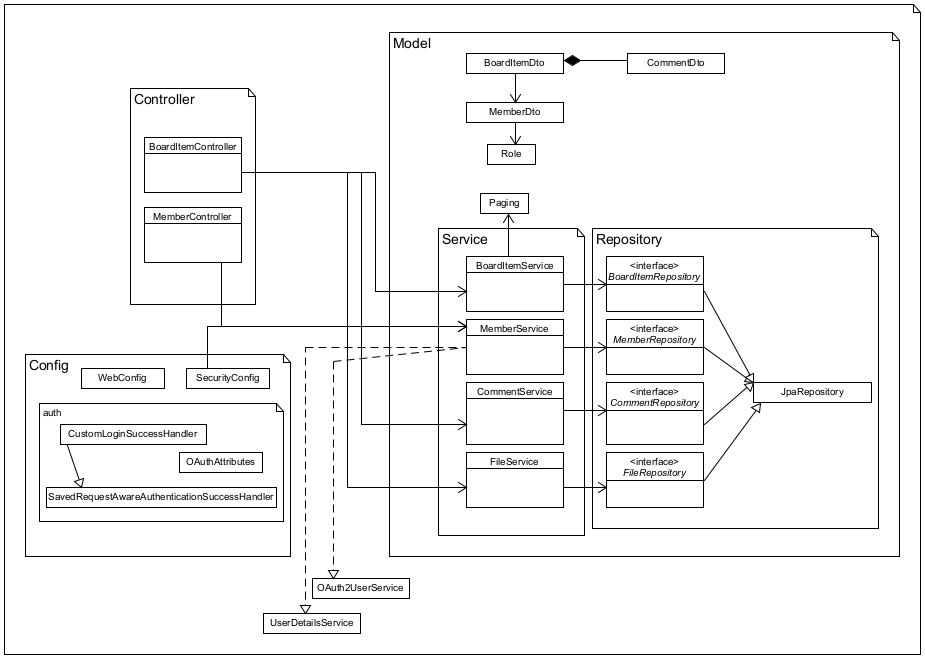 Model
BoardItemDto
CommentDto
MemberDto
Role
Paging
Controller
BoardItemController
MemberController
Service
BoardItemService
MemberService
CommentService
FileService
Repository
<interface>
BoardItemRepository
<interface>
MemberRepository
<interface>
CommentRepository
<interface>
FileRepository
JpaRepository
Config
WebConfig
SecurityConfig
auth
CustomLoginSuccessHandler
OAuthAttributes
SavedRequestAwareAuthenticationSuccessHandler
OAuth2UserService
UserDetailsService